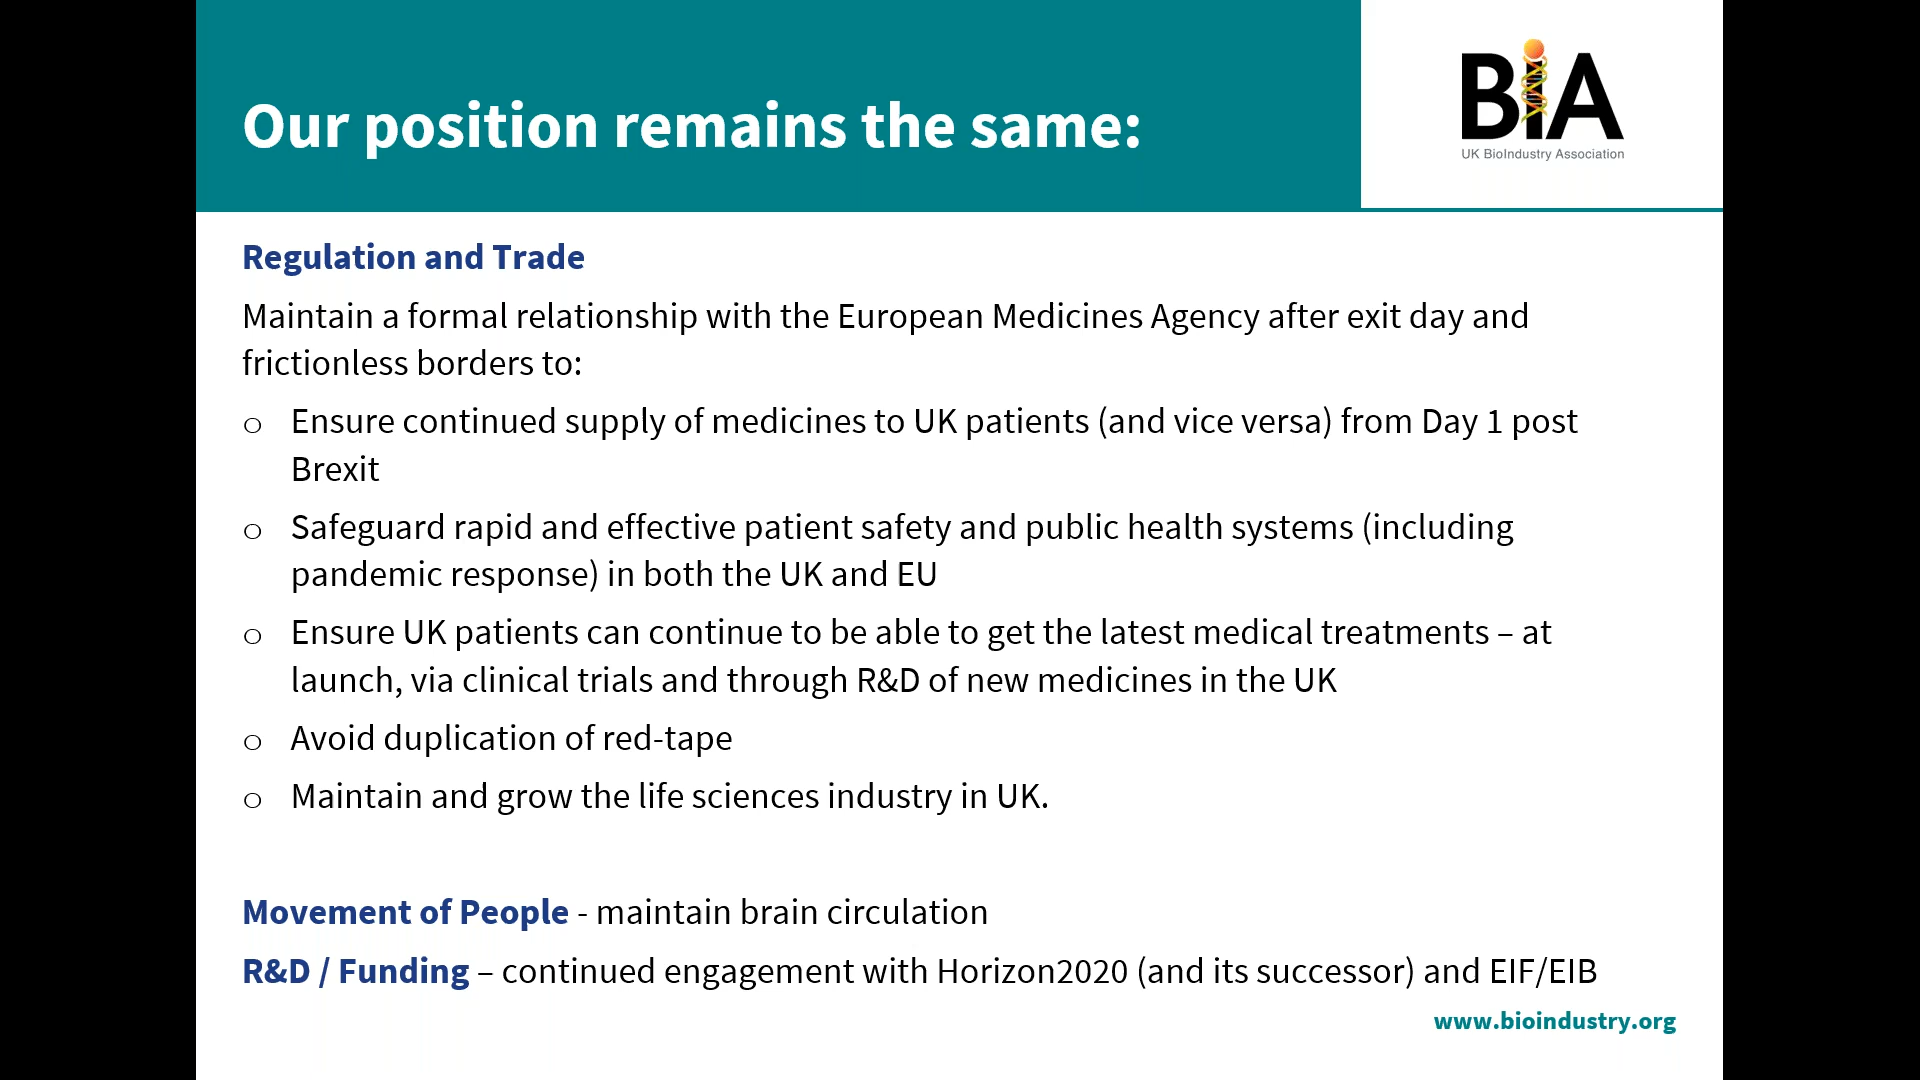 Our position remains the same:
BiA
UK BioIndustry Association
Regulation and Trade
Maintain a formal relationship with the European Medicines Agency after exit day and
frictionless borders to:
o Ensure continued supply of medicines to UK patients (and vice versa) from Day 1 post
Brexit
o Safeguard rapid and effective patient safety and public health systems (including
pandemic response) in both the UK and EU
o Ensure UK patients can continue to be able to get the latest medical treatments – at
launch, via clinical trials and through R&D of new medicines in the UK
o Avoid duplication of red-tape
o Maintain and grow the life sciences industry in UK.
Movement of People - maintain brain circulation
R&D / Funding – continued engagement with Horizon2020 (and its successor) and EIF/EIB
www.bioindustry.org